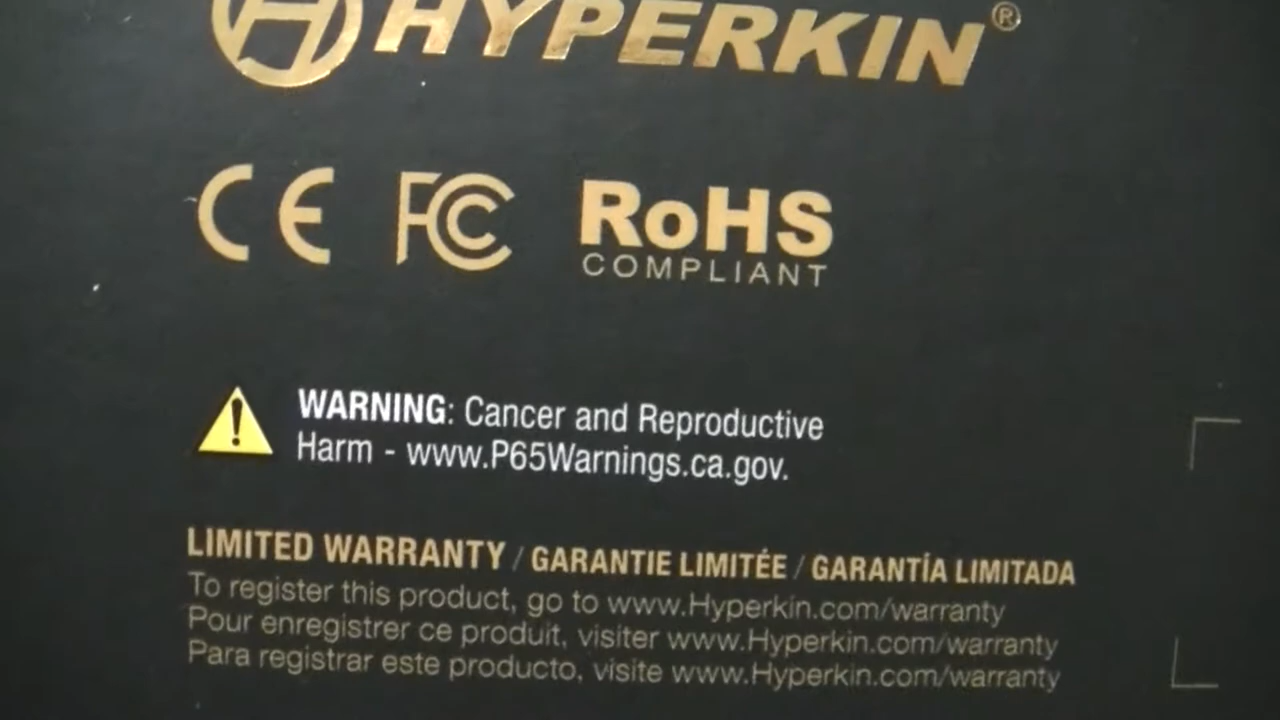 HYPERKIN®
CE FC RoHS
COMPLIANT
WARNING: Cancer and Reproductive
Harm - www.P65Warnings.ca.gov.
LIMITED WARRANTY / GARANTIE LIMITÉE / GARANTÍA LIMITADA
To register this product, go to www.Hyperkin.com/warranty
Pour enregistrer ce produit, visiter www.Hyperkin.com/warranty
Para registrar este producto, visite www.Hyperkin.com/warranty